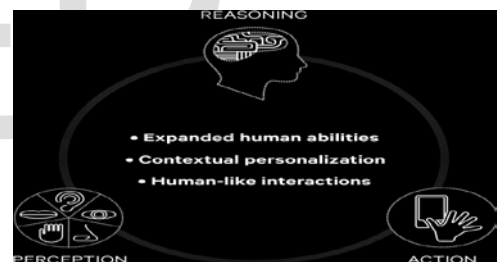 REASONING
• Expanded human abilities
• Contextual personalization
• Human-like interactions
PERCEPTION
ACTION